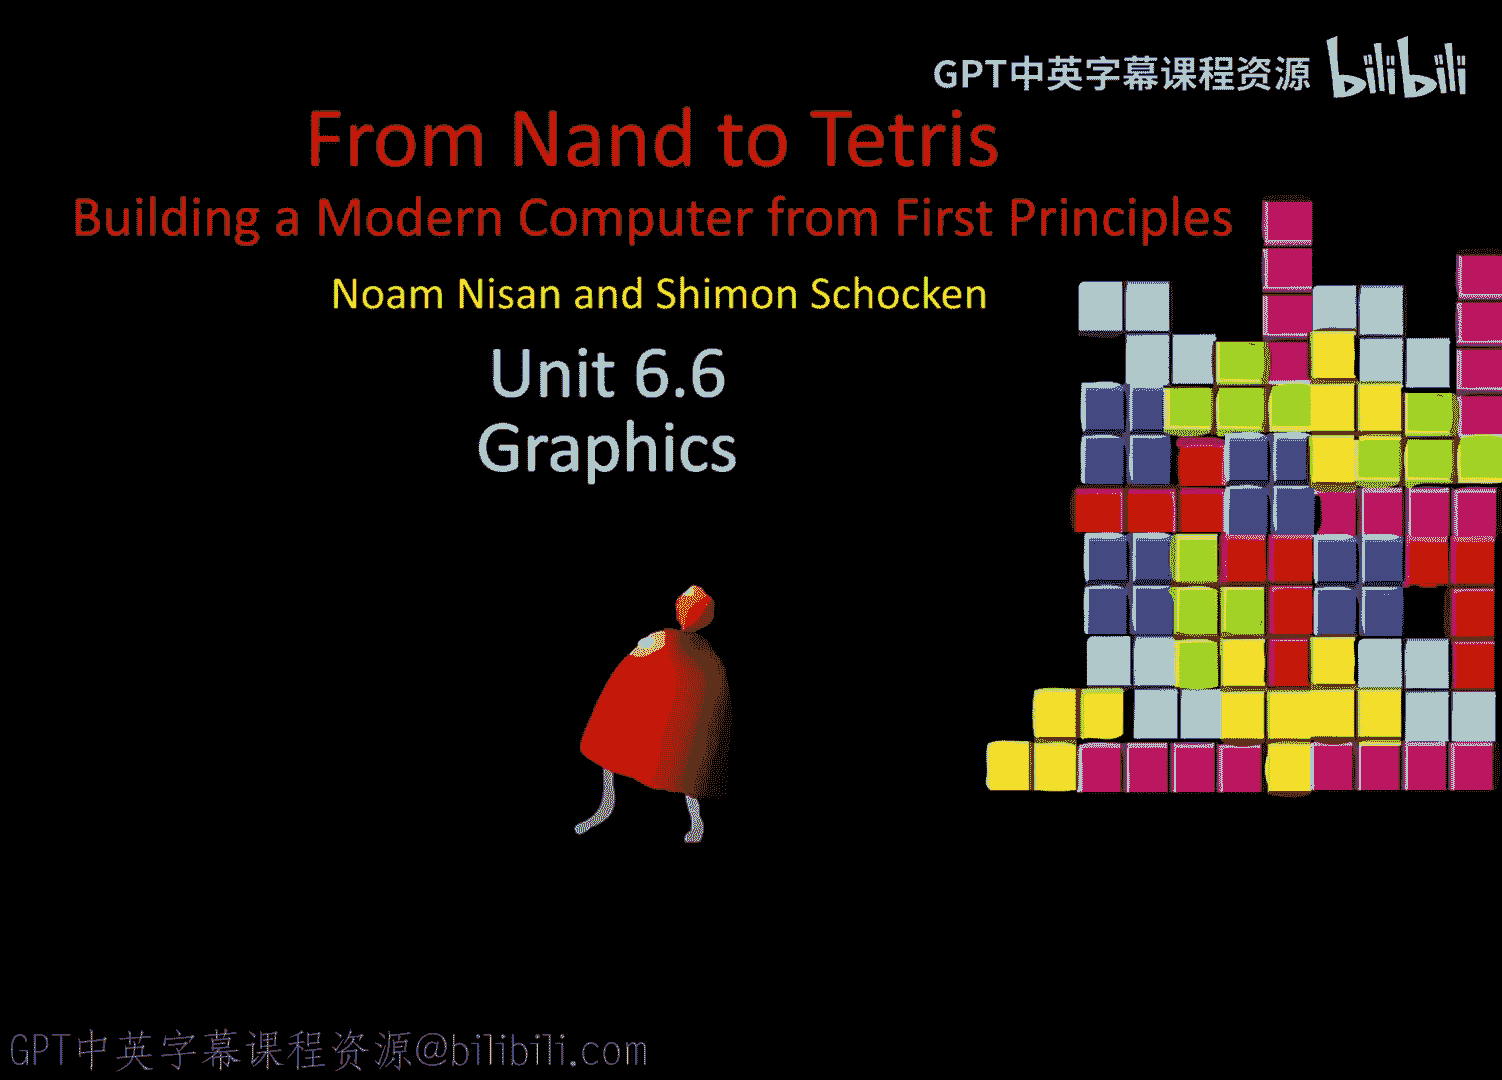 GPT中英字幕课程资源 bilibili
From Nand to Tetris
Building a Modern Computer from First Principles
Noam Nisan and Shimon Schocken
Unit 6.6
Graphics
GPT中英字幕课程资源@bilibili.com